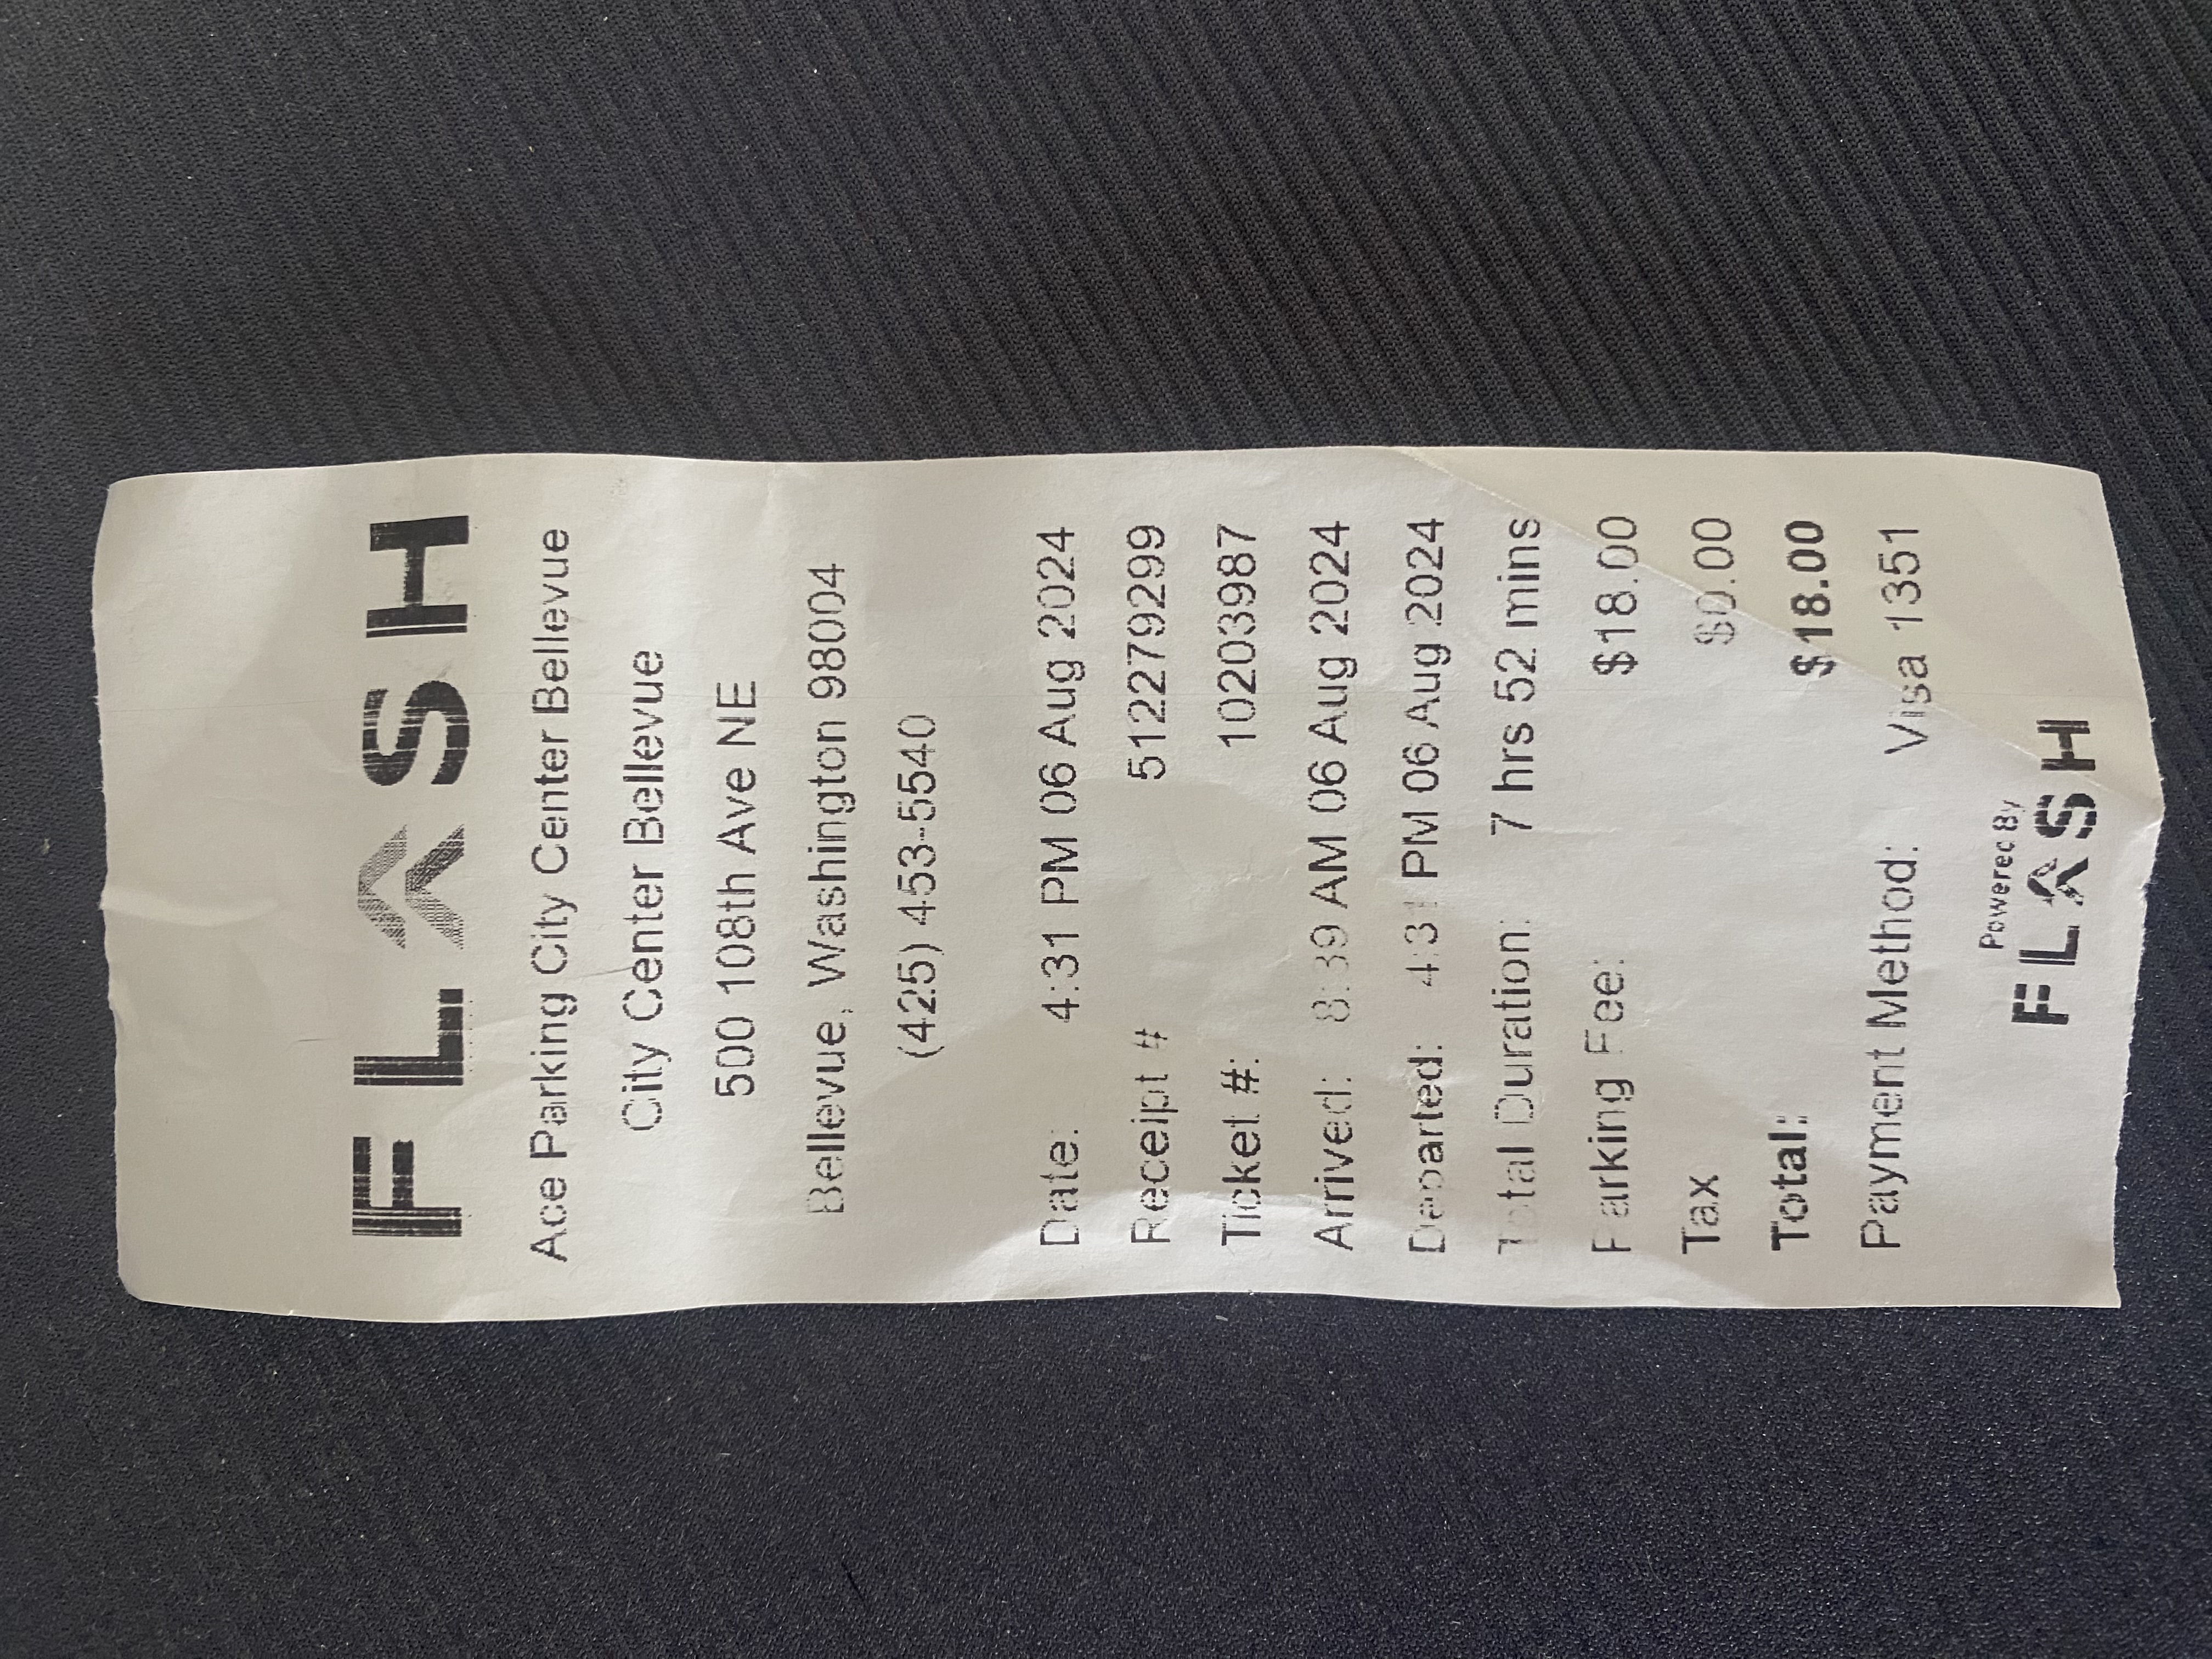 FLASH
Ace Parking City Center Bellevue
City Center Bellevue
500 108th Ave NE
Bellevue, Washington 98004
(425) 453-5540
Date: 4:31 PM 06 Aug 2024
Receipt # 512279299
Ticket #: 10203987
Arrived: 8:39 AM 06 Aug 2024
Departed: 4:31 PM 06 Aug 2024
Total Duration: 7 hrs 52 mins
Parking Fee: $18.00
Tax $0.00
Total: $18.00
Payment Method: Visa 1351
Powered By
FLASH